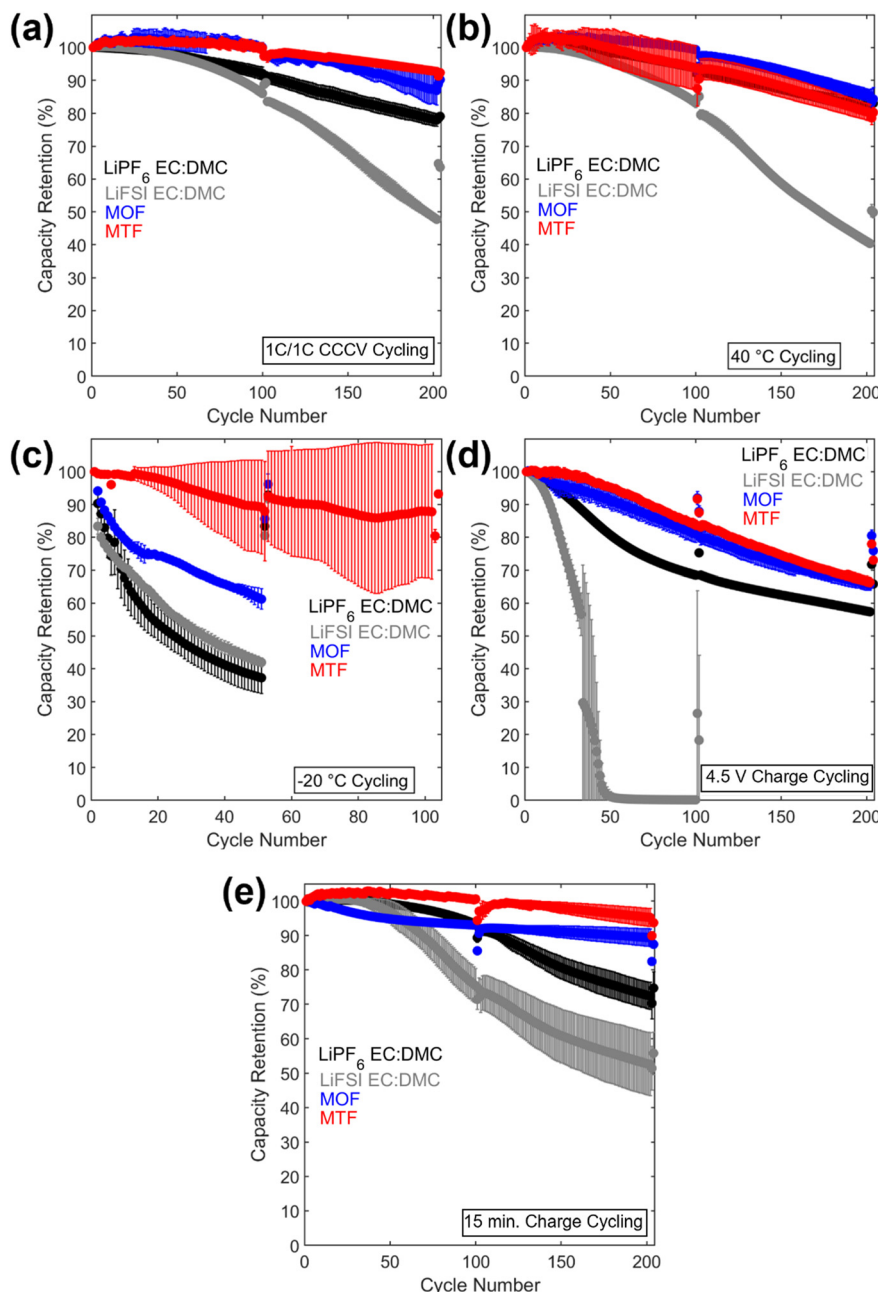 (a)
Capacity Retention (%)
100
90
80
70
60
50
40
30
20
10
0
LiPF6 EC:DMC
LiFSI EC:DMC
MOF
MTF
1C/1C CCCV Cycling
0 50 100 150 200
Cycle Number
(b)
Capacity Retention (%)
100
90
80
70
60
50
40
30
20
10
0
LiPF6 EC:DMC
LiFSI EC:DMC
MOF
MTF
40 °C Cycling
0 50 100 150 200
Cycle Number
(c)
Capacity Retention (%)
100
90
80
70
60
50
40
30
20
10
0
LiPF6 EC:DMC
LiFSI EC:DMC
MOF
MTF
-20 °C Cycling
0 20 40 60 80 100
Cycle Number
(d)
Capacity Retention (%)
100
90
80
70
60
50
40
30
20
10
0
LiPF6 EC:DMC
LiFSI EC:DMC
MOF
MTF
4.5 V Charge Cycling
0 50 100 150 200
Cycle Number
(e)
Capacity Retention (%)
100
90
80
70
60
50
40
30
20
10
0
LiPF6 EC:DMC
LiFSI EC:DMC
MOF
MTF
15 min. Charge Cycling
0 50 100 150 200
Cycle Number